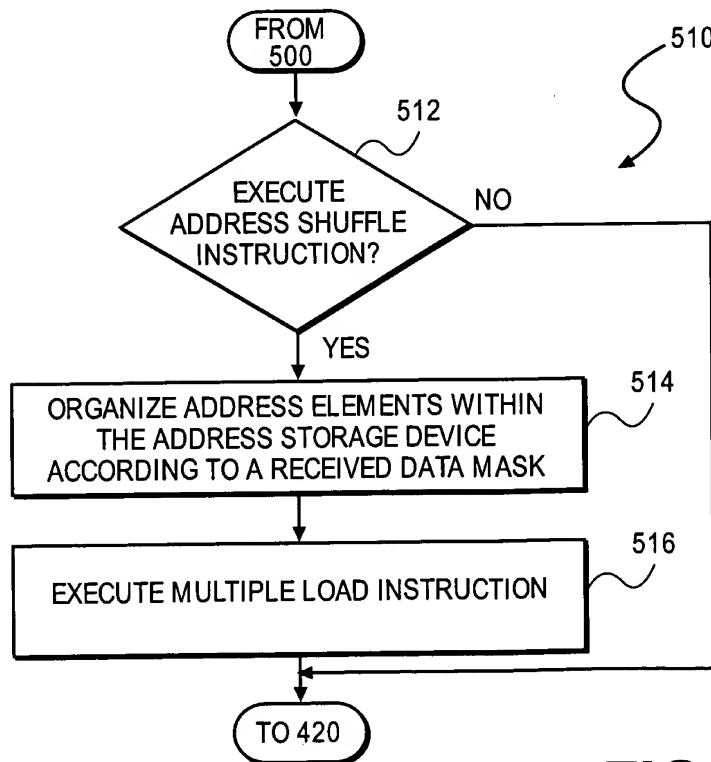 FROM
500
510
512
EXECUTE
ADDRESS SHUFFLE
INSTRUCTION?
NO
YES
514
ORGANIZE ADDRESS ELEMENTS WITHIN
THE ADDRESS STORAGE DEVICE
ACCORDING TO A RECEIVED DATA MASK
516
EXECUTE MULTIPLE LOAD INSTRUCTION
TO 420